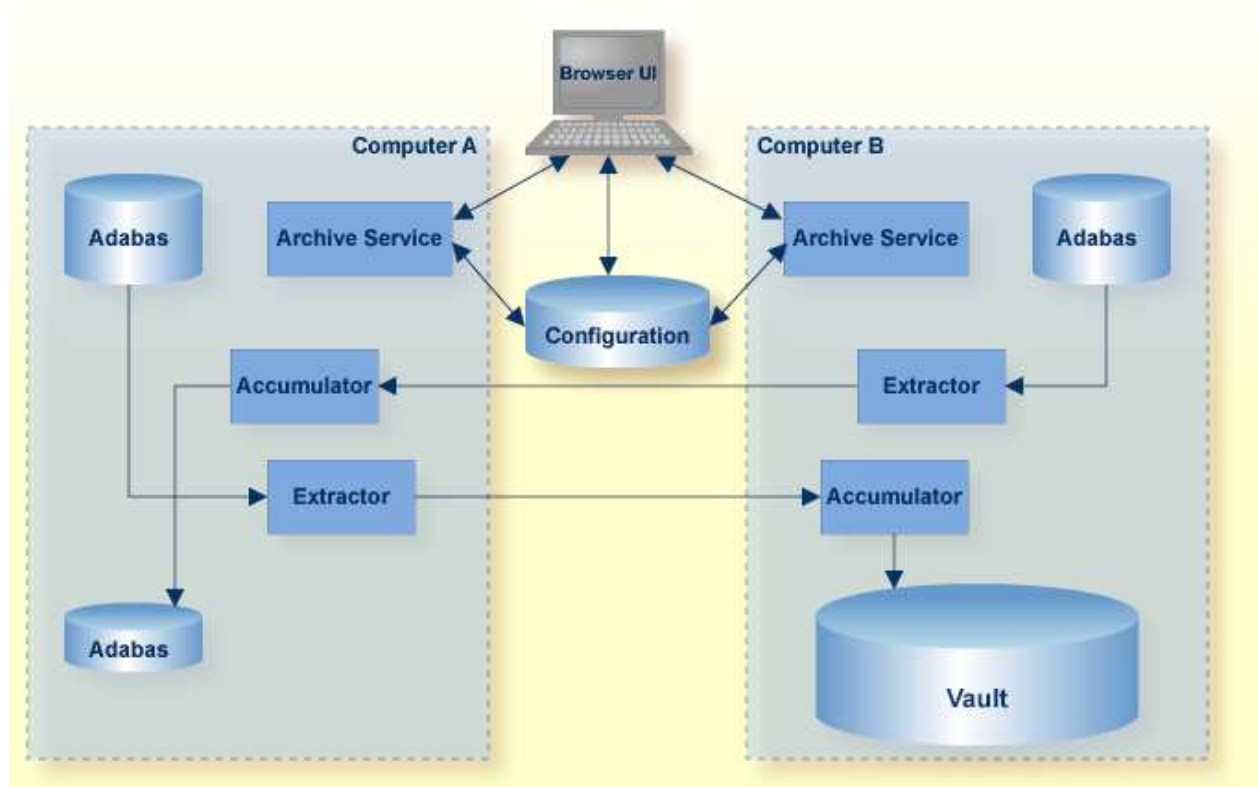 Browser UI
Computer A
Computer B
Adabas
Archive Service
Archive Service
Adabas
Configuration
Accumulator
Extractor
Extractor
Accumulator
Adabas
Vault